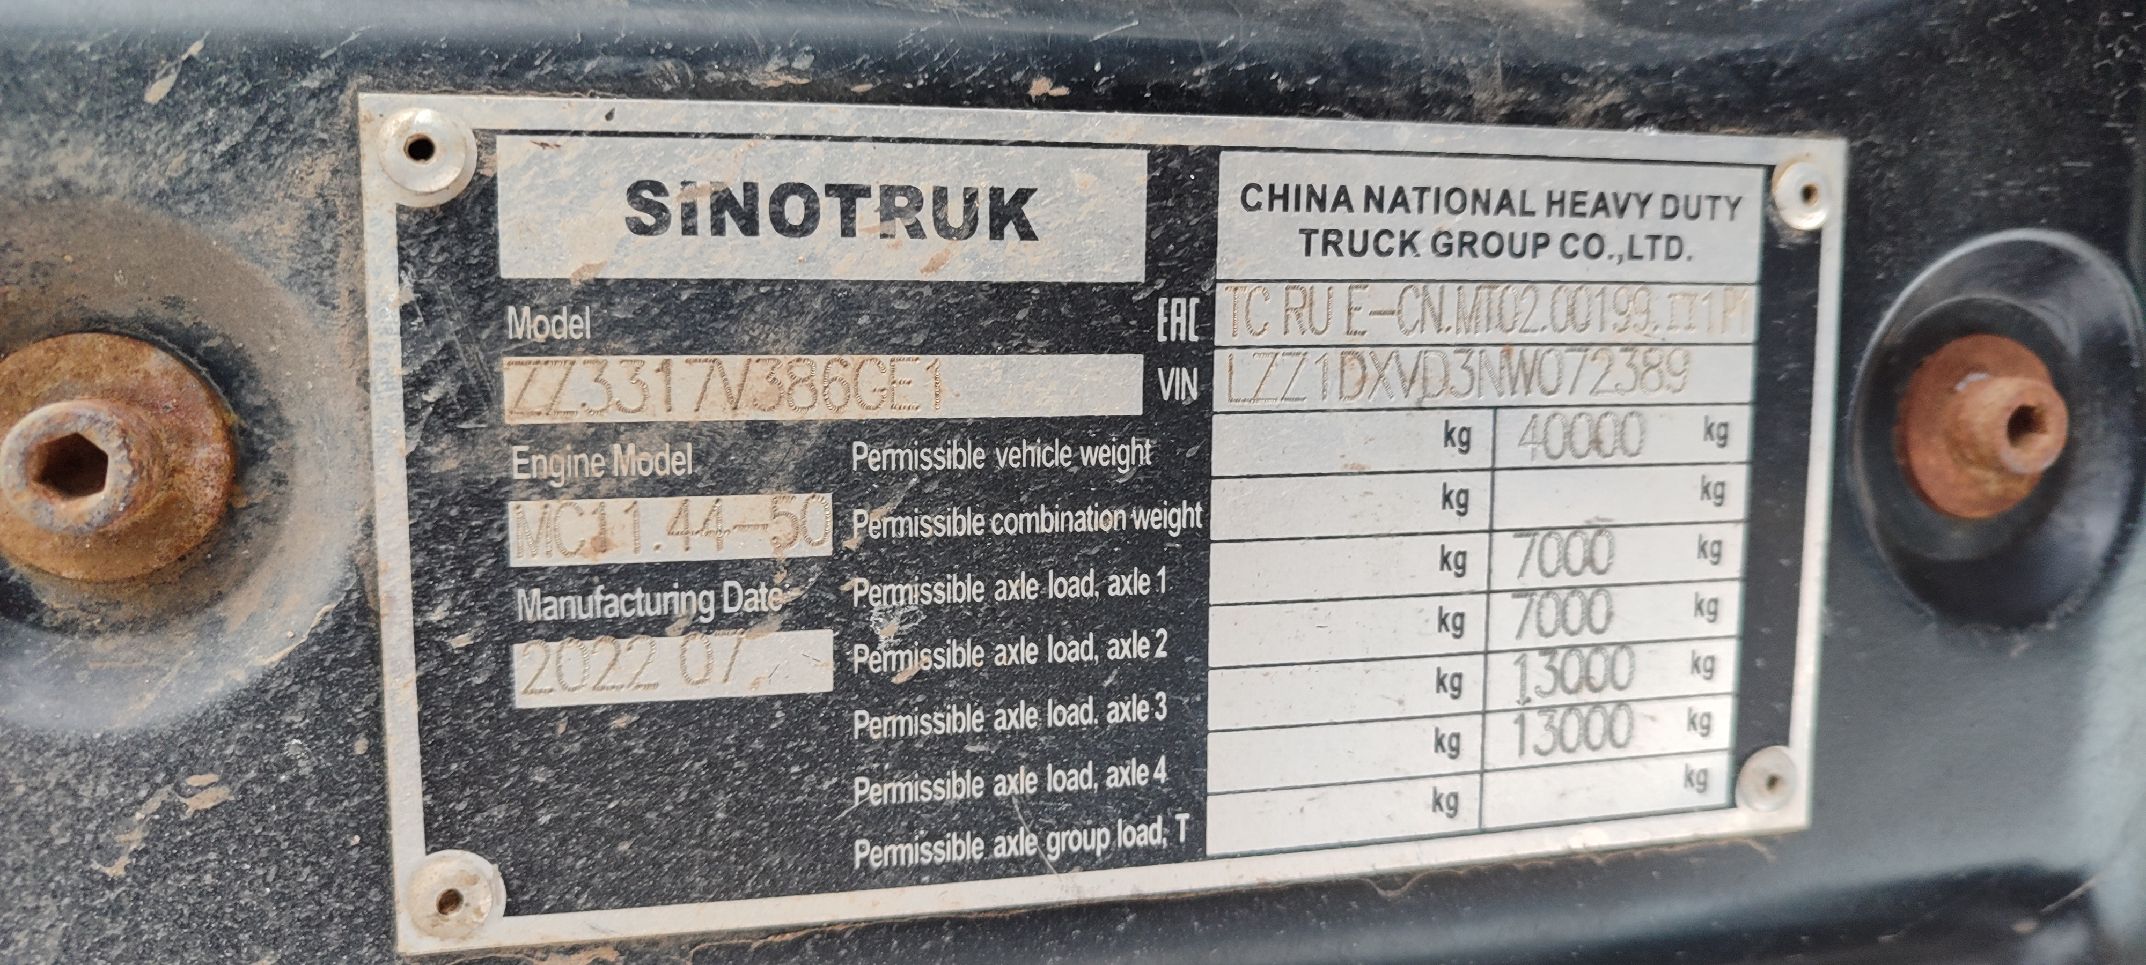 SINOTRUK
CHINA NATIONAL HEAVY DUTY
TRUCK GROUP CO.,LTD.
Model
ZZ3317V386GE1
EAC TC RU E-CN.MT02.00199.
VIN LZZ1DXVD3NW072389
Engine Model
MC11.44-50
Manufacturing Date
2022 07
Permissible vehicle weight kg 40000 kg
Permissible combination weight kg kg
Permissible axle load, axle 1 kg 7000 kg
Permissible axle load, axle 2 kg 7000 kg
Permissible axle load. axle 3 kg 13000 kg
Permissible axle load, axle 4 kg 13000 kg
Permissible axle group load, T kg kg